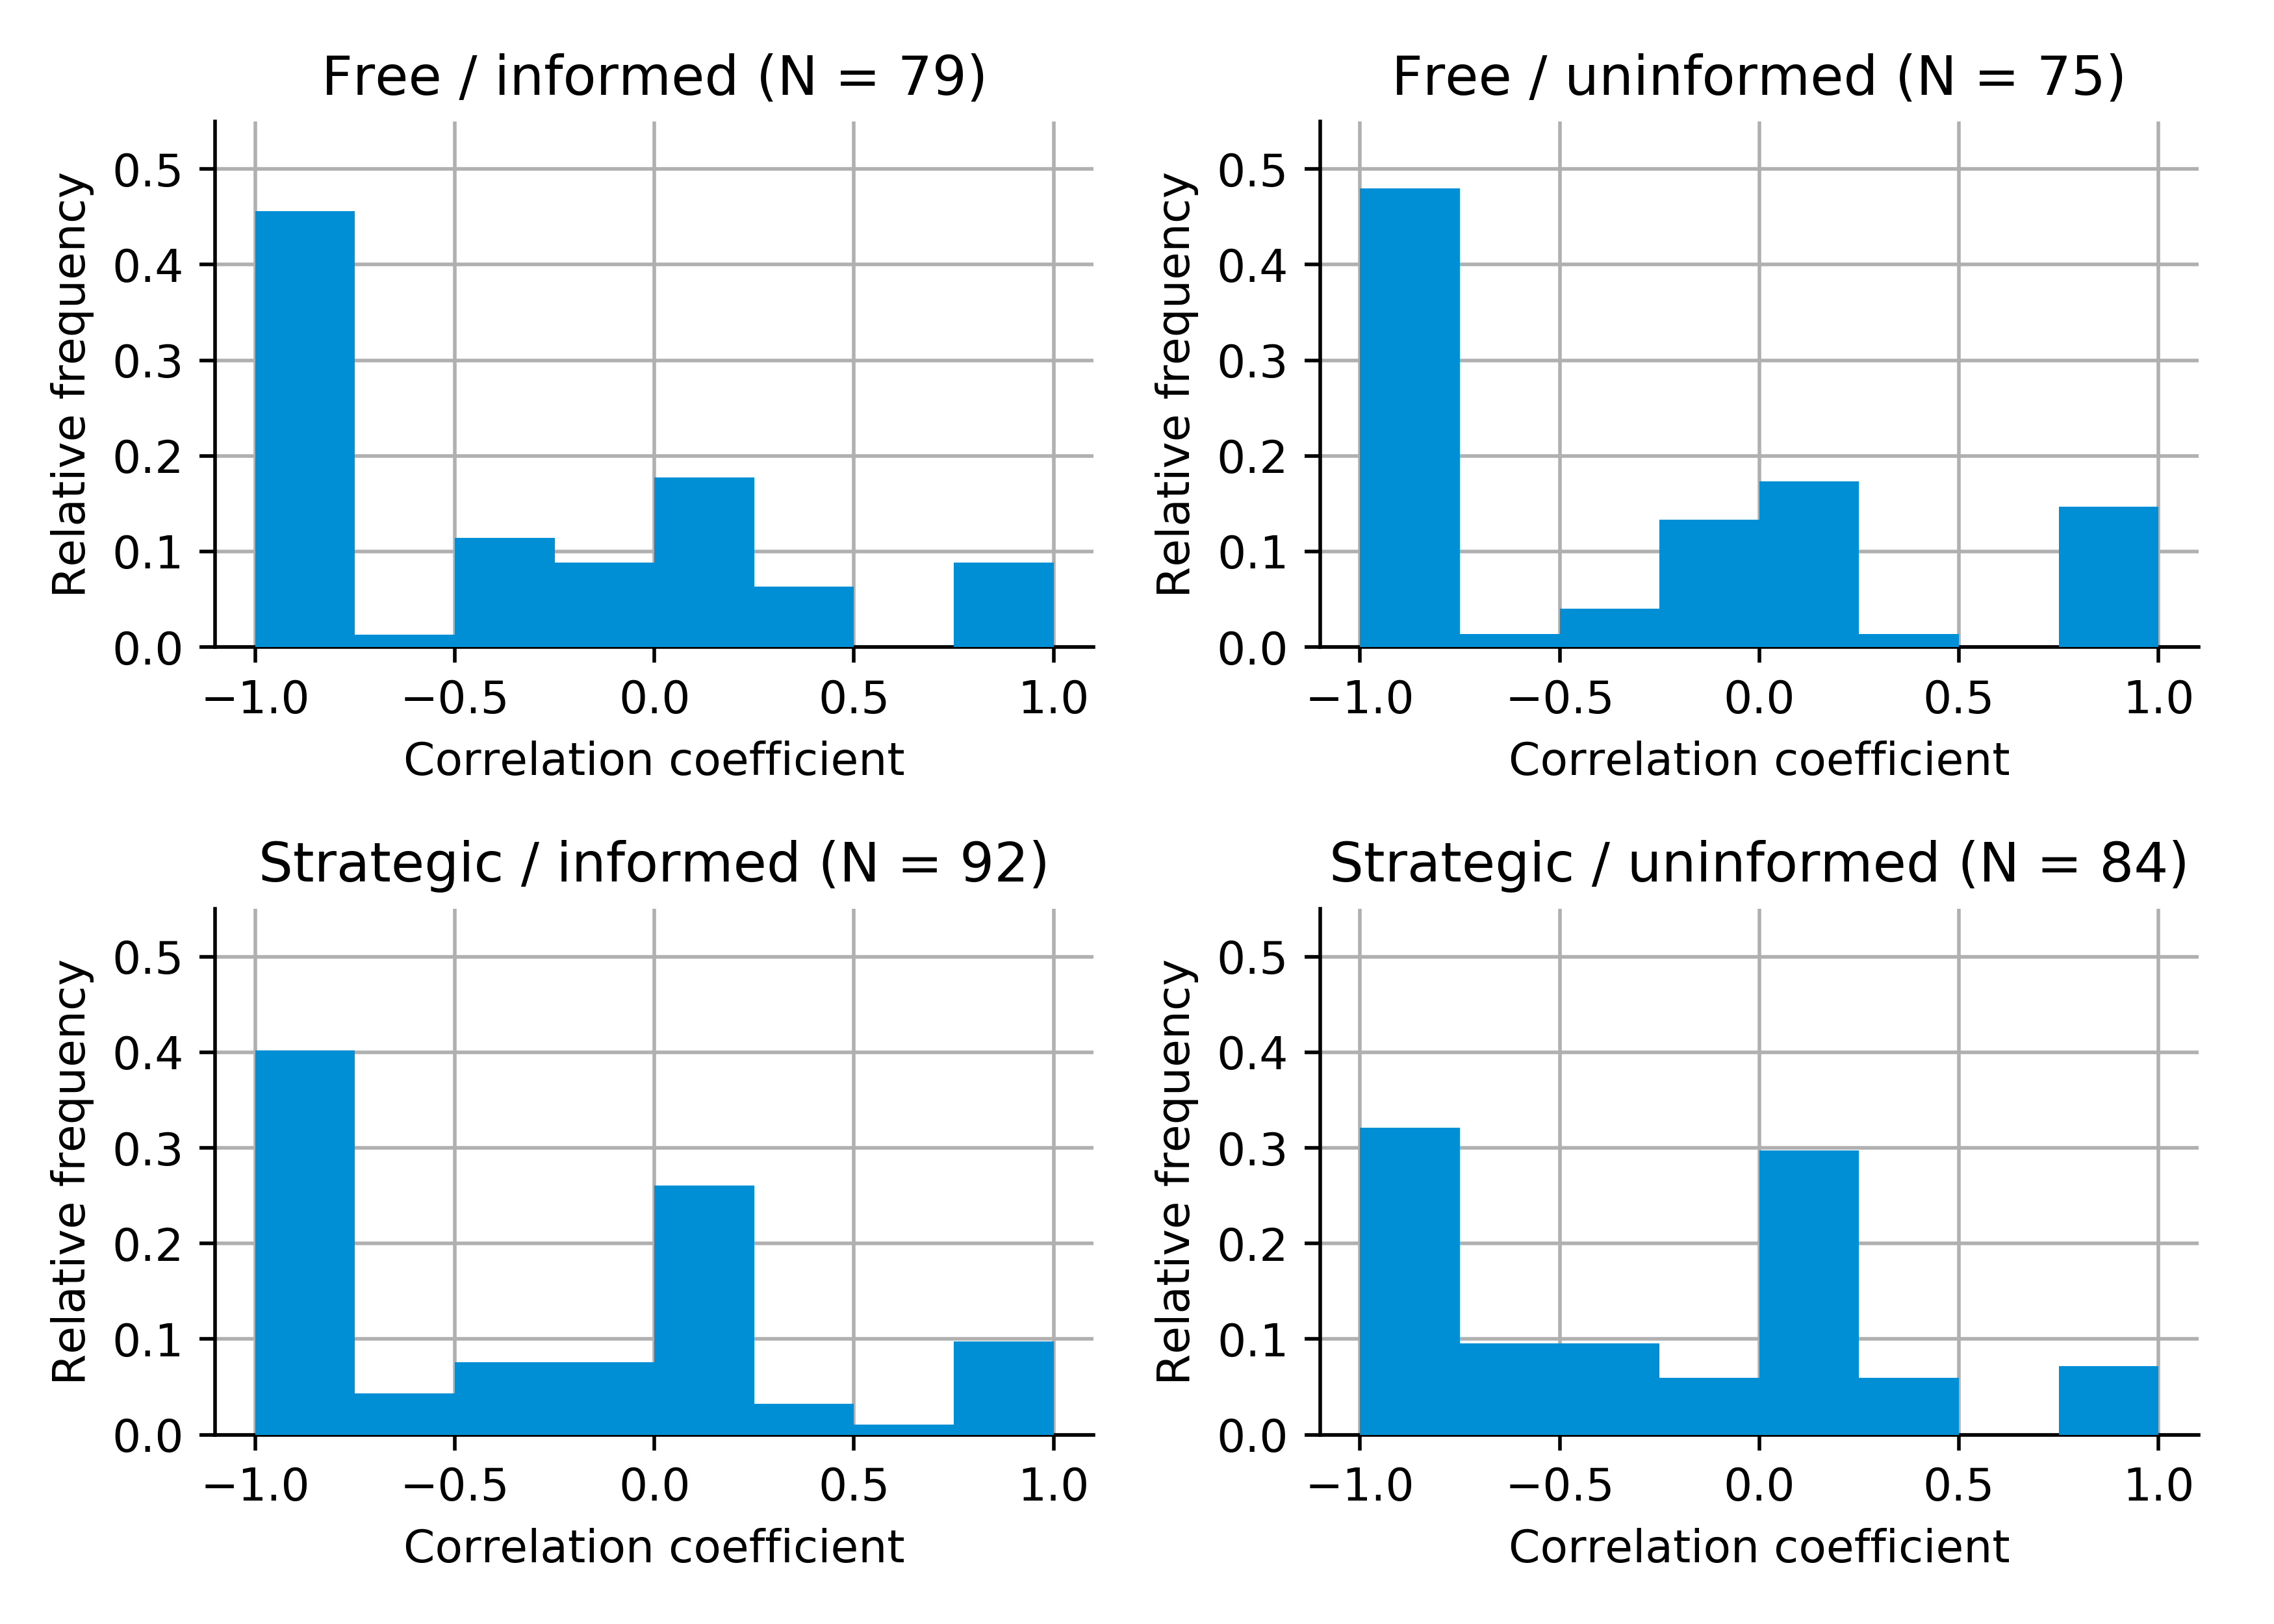 Free / informed (N = 79)
Relative frequency
0.5
0.4
0.3
0.2
0.1
0.0
−1.0 −0.5 0.0 0.5 1.0
Correlation coefficient
Free / uninformed (N = 75)
Relative frequency
0.5
0.4
0.3
0.2
0.1
0.0
−1.0 −0.5 0.0 0.5 1.0
Correlation coefficient
Strategic / informed (N = 92)
Relative frequency
0.5
0.4
0.3
0.2
0.1
0.0
−1.0 −0.5 0.0 0.5 1.0
Correlation coefficient
Strategic / uninformed (N = 84)
Relative frequency
0.5
0.4
0.3
0.2
0.1
0.0
−1.0 −0.5 0.0 0.5 1.0
Correlation coefficient